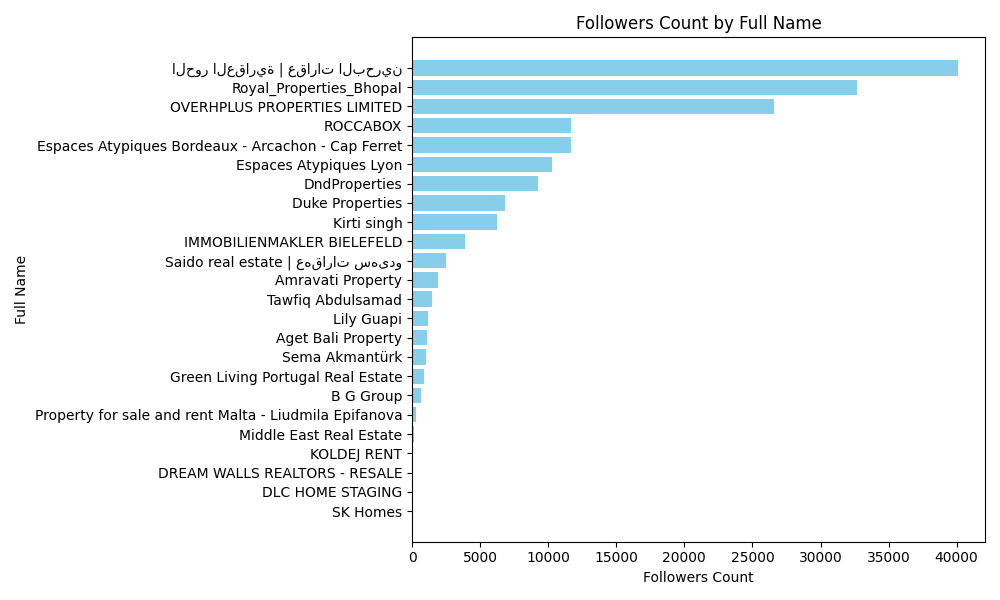 Followers Count by Full Name
الحور العقارية | عقارات البحرين
Royal_Properties_Bhopal
OVERHPLUS PROPERTIES LIMITED
ROCCABOX
Espaces Atypiques Bordeaux - Arcachon - Cap Ferret
Espaces Atypiques Lyon
DndProperties
Duke Properties
Kirti singh
IMMOBILIENMAKLER BIELEFELD
Saido real estate | عەقارات سەیدو
Amravati Property
Tawfiq Abdulsamad
Lily Guapi
Aget Bali Property
Sema Akmantürk
Green Living Portugal Real Estate
B G Group
Property for sale and rent Malta - Liudmila Epifanova
Middle East Real Estate
KOLDEJ RENT
DREAM WALLS REALTORS - RESALE
DLC HOME STAGING
SK Homes
Full Name
0 5000 10000 15000 20000 25000 30000 35000 40000
Followers Count